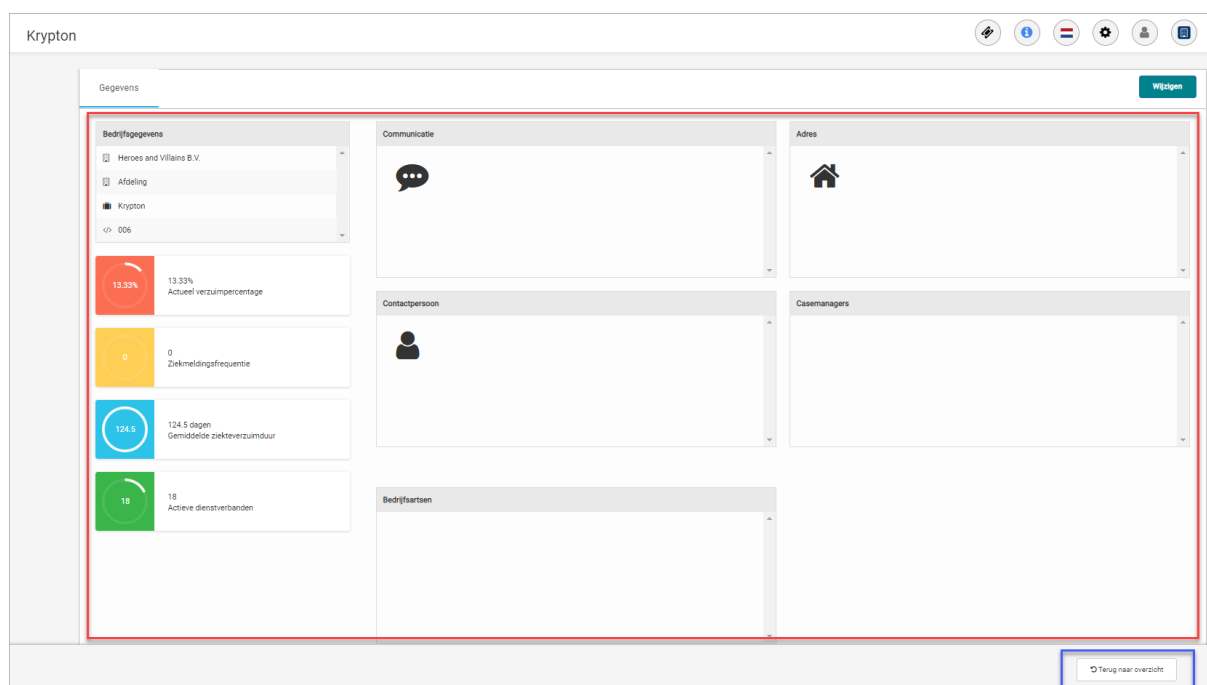 Krypton
Gegevens
Wijzigen
Bedrijfsgegevens
Heroes and Villains B.V.
Afdeling
Krypton
</> 006
13.33%
13.33%
Actueel verzuimpercentage
0
0
Ziekmeldingsfrequentie
124.5
124.5 dagen
Gemiddelde ziekteverzuimduur
18
18
Actieve dienstverbanden
Communicatie
Adres
Contactpersoon
Casemanagers
Bedrijfsartsen
Terug naar overzicht